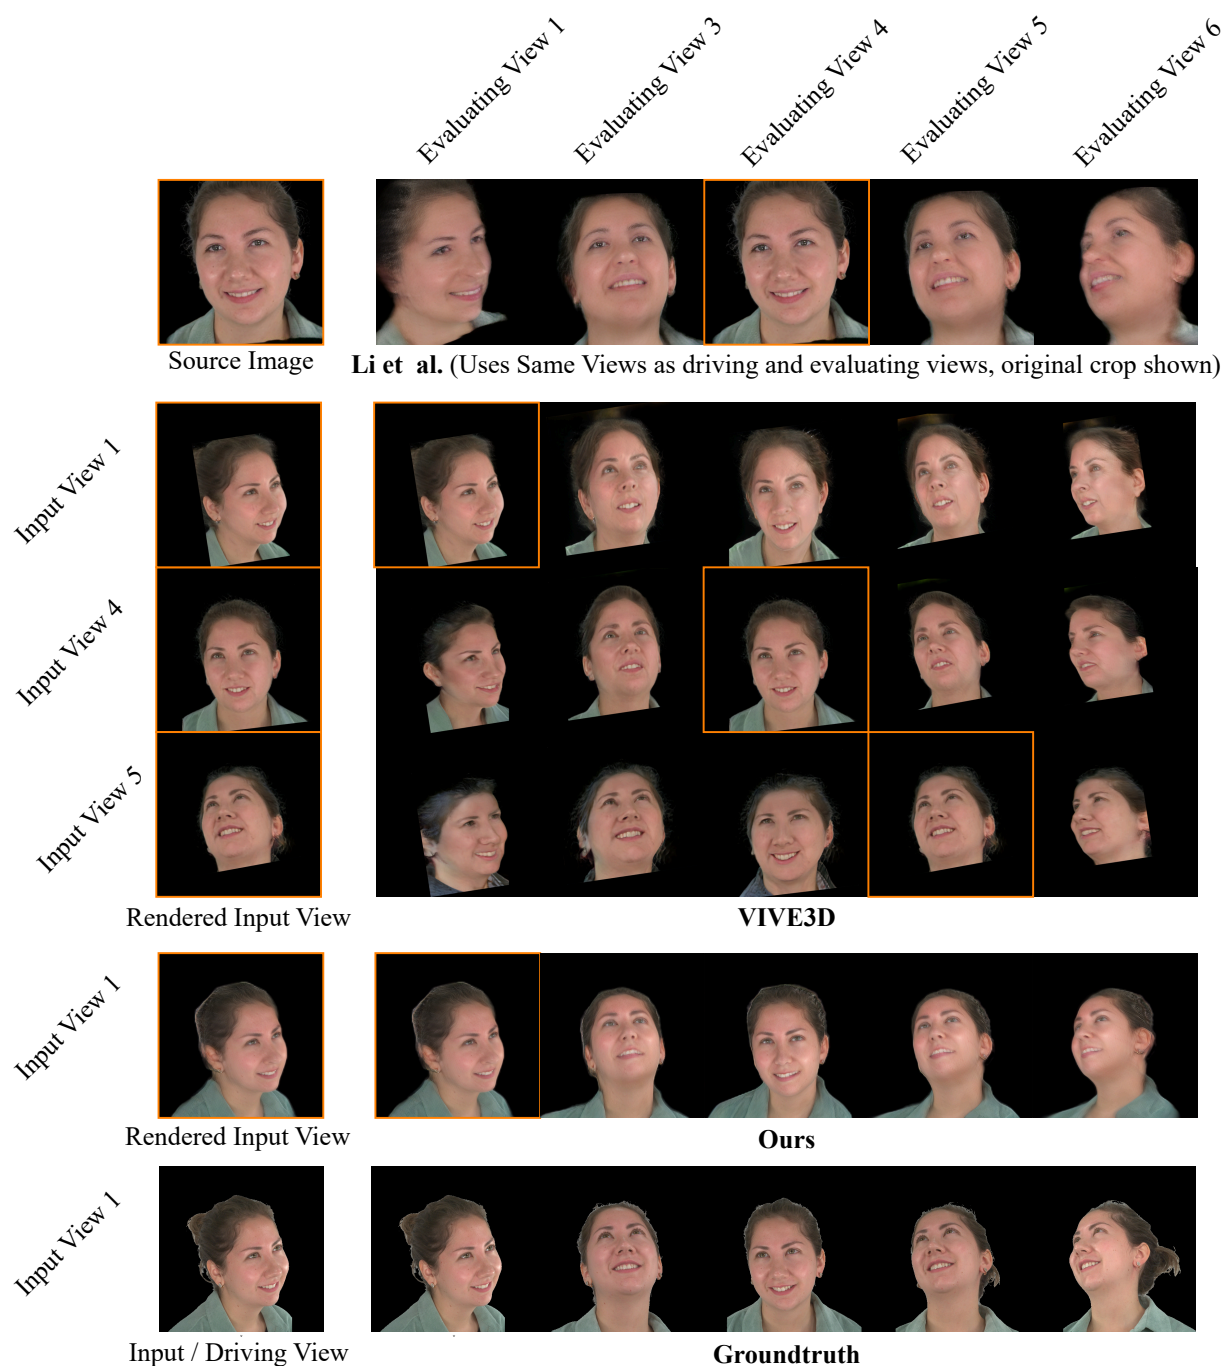 Evaluating View 1
Evaluating View 3
Evaluating View 4
Evaluating View 5
Evaluating View 6
Source Image
Li et al. (Uses Same Views as driving and evaluating views, original crop shown)
Input View 1
Input View 4
Input View 5
Rendered Input View
VIVE3D
Input View 1
Rendered Input View
Ours
Input View 1
Input / Driving View
Groundtruth